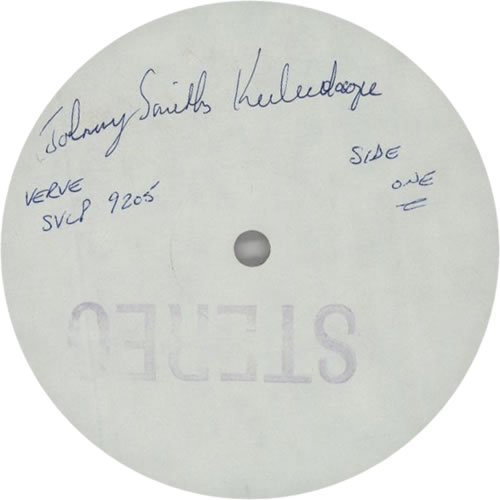 Johnny Smiths Kaleidoscope
VERVE
SVLP 9205
SIDE
ONE
STEREO